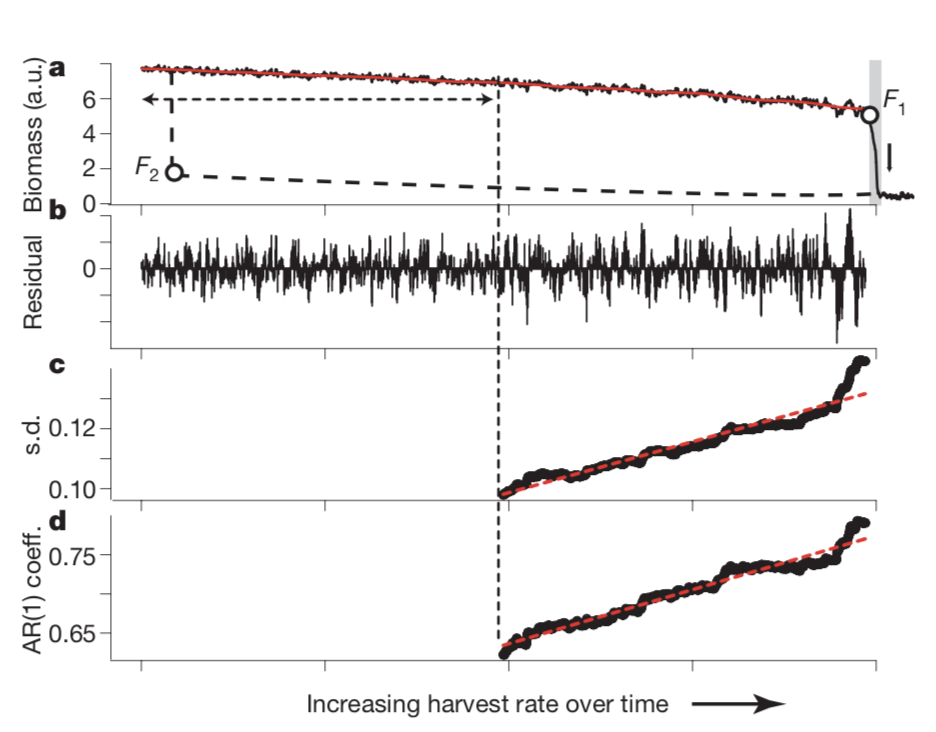 a
Biomass (a.u.)
6
4
2
0
F1
F2
b
Residual
0
c
s.d.
0.12
0.10
d
AR(1) coeff.
0.75
0.65
Increasing harvest rate over time